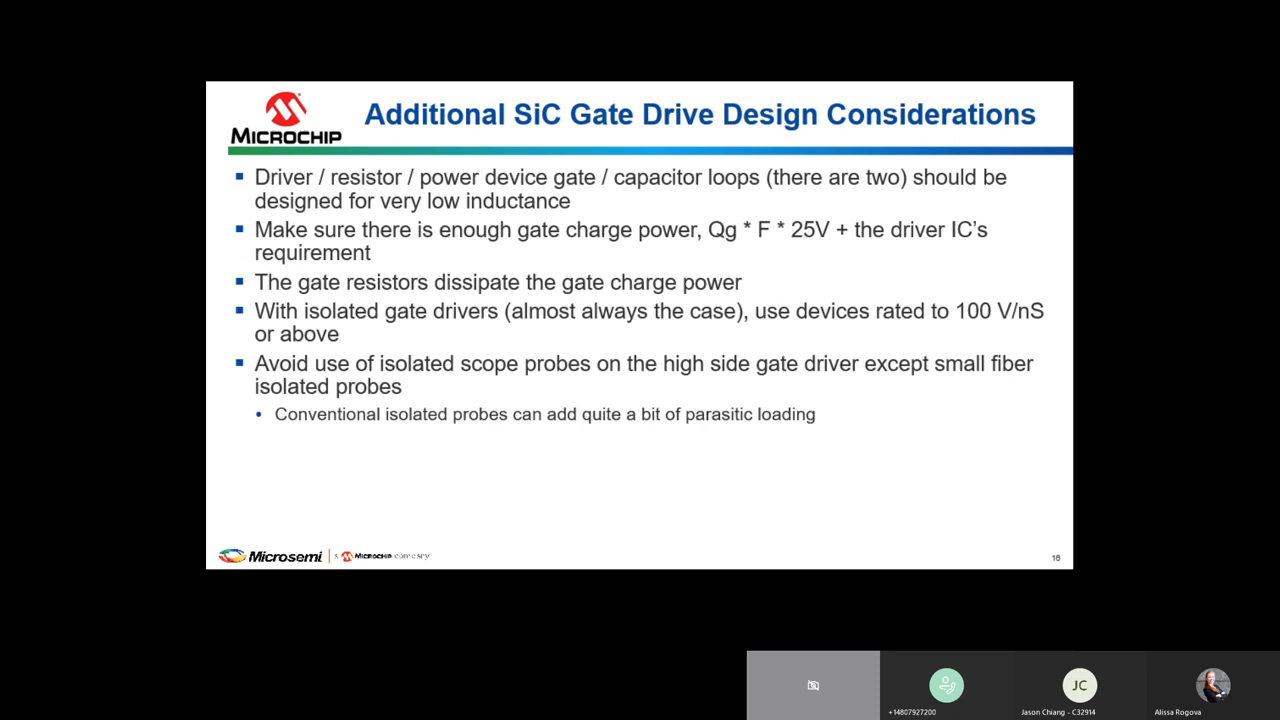 MICROCHIP
Additional SiC Gate Drive Design Considerations
Driver / resistor / power device gate / capacitor loops (there are two) should be
designed for very low inductance
Make sure there is enough gate charge power, Qg * F * 25V + the driver IC's
requirement
The gate resistors dissipate the gate charge power
With isolated gate drivers (almost always the case), use devices rated to 100 V/nS
or above
Avoid use of isolated scope probes on the high side gate driver except small fiber
isolated probes
Conventional isolated probes can add quite a bit of parasitic loading
Microsemi | a MICROCHIP company
16
JC
+14807927200
Jason Chiang - C32914
Alissa Rogova